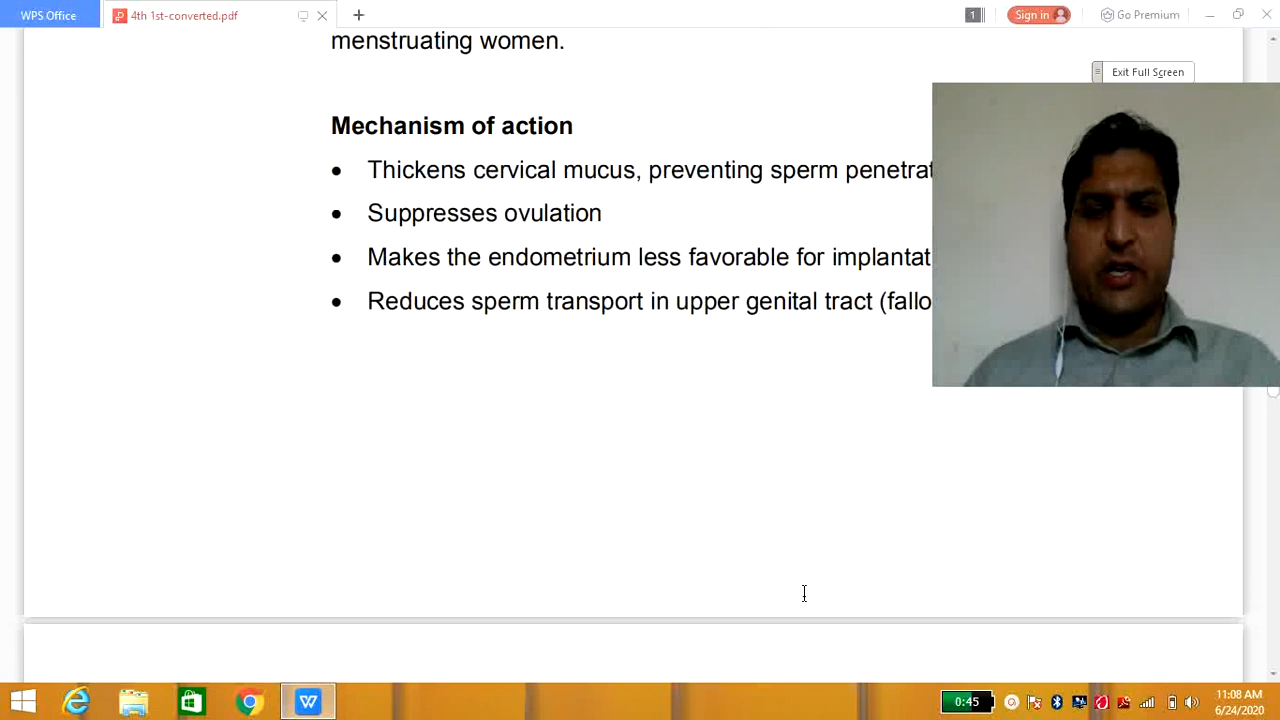 WPS Office
4th 1st-converted.pdf
1
Sign in
Go Premium
menstruating women.
Exit Full Screen
Mechanism of action
• Thickens cervical mucus, preventing sperm penetrat
• Suppresses ovulation
• Makes the endometrium less favorable for implantat
• Reduces sperm transport in upper genital tract (fallo
0:45
11:08 AM
6/24/2020